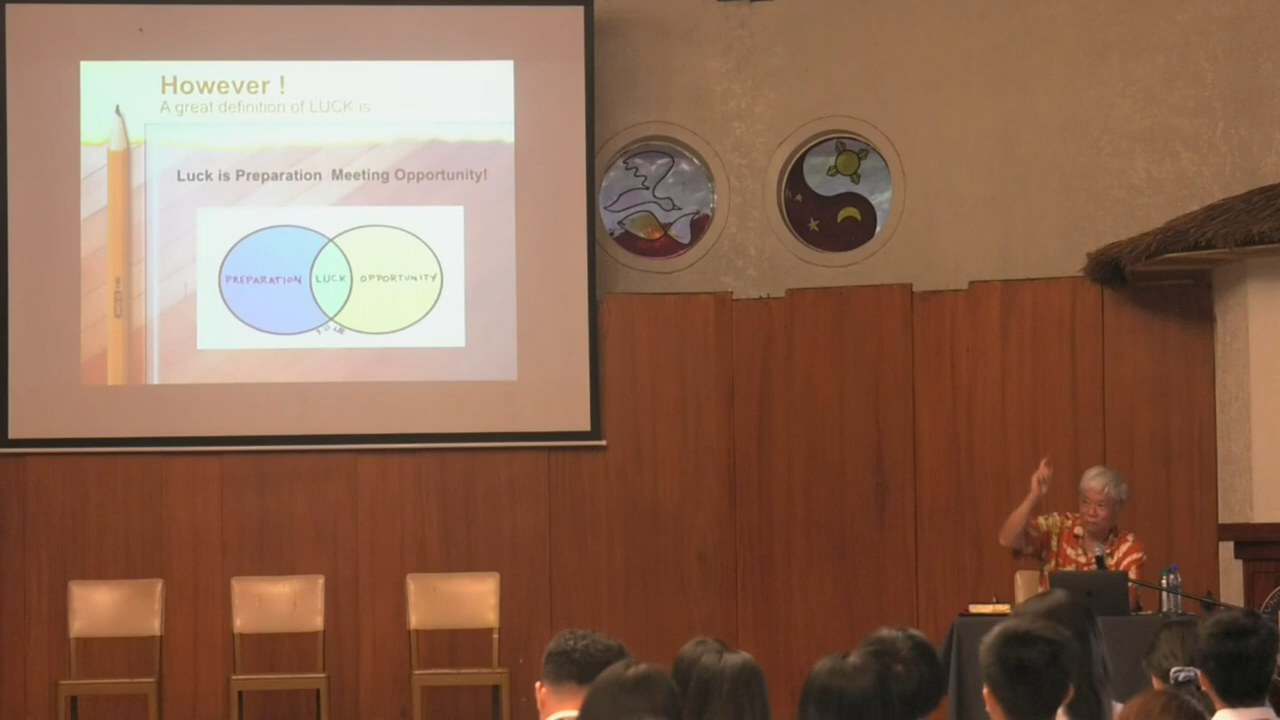 However !
A great definition of LUCK is
Luck is Preparation Meeting Opportunity!
PREPARATION LUCK OPPORTUNITY